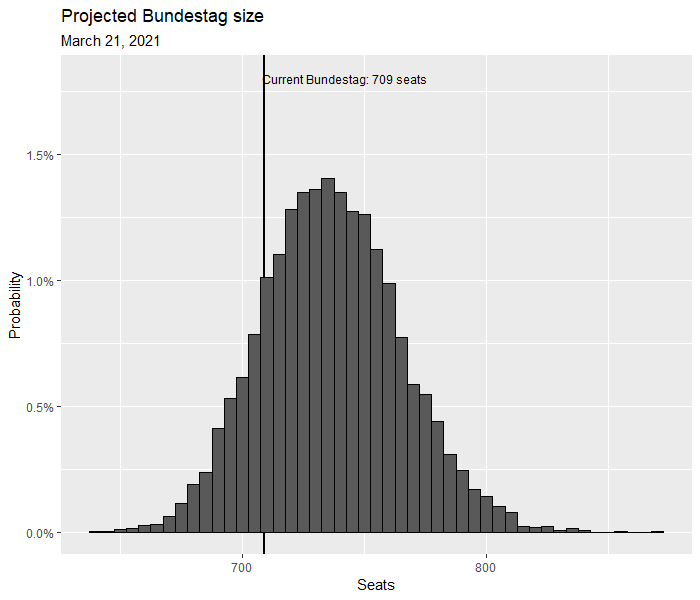 Projected Bundestag size
March 21, 2021
Current Bundestag: 709 seats
1.5%
1.0%
0.5%
0.0%
Probability
700
800
Seats